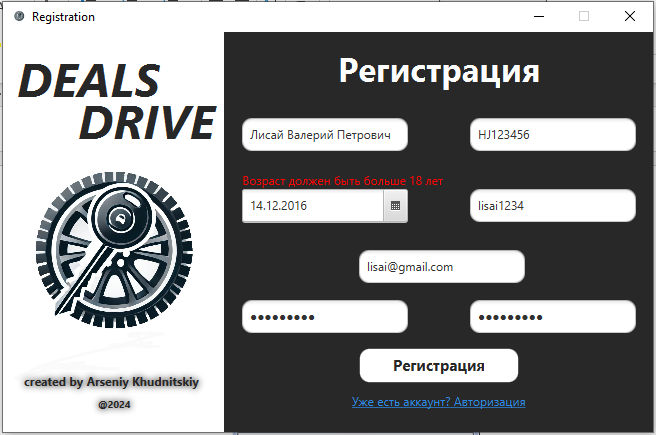 Registration
DEALS
DRIVE
D
created by Arseniy Khudnitskiy
@2024
Регистрация
Лисай Валерий Петрович
HJ123456
Возраст должен быть больше 18 лет
14.12.2016
lisai1234
lisai@gmail.com
●●●●●●●●●
●●●●●●●●●
Регистрация
Уже есть аккаунт? Авторизация